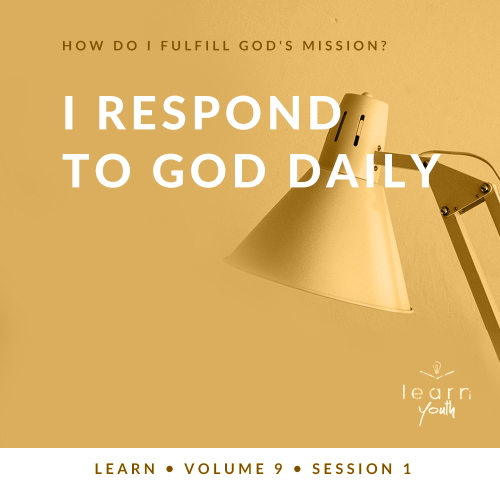 HOW DO I FULFILL GOD'S MISSION?
I RESPOND
TO GOD DAILY
learn
youth
LEARN • VOLUME 9 • SESSION 1